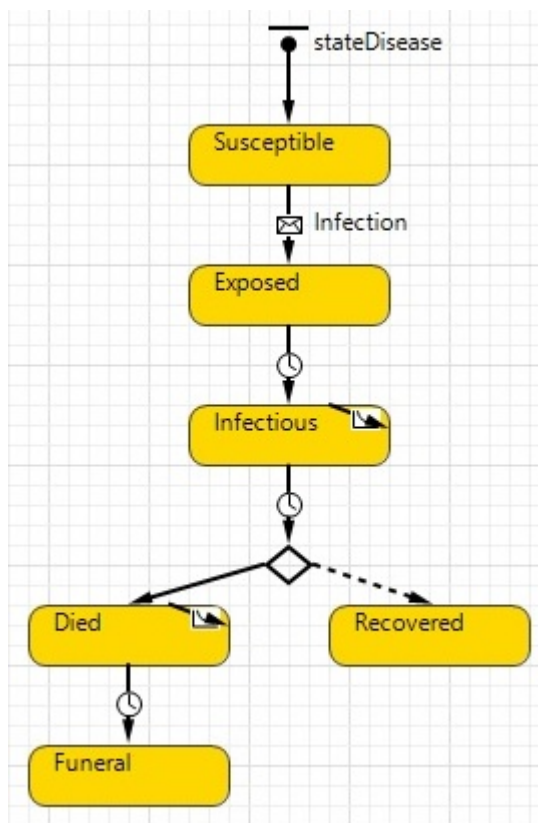 stateDisease
Susceptible
Infection
Exposed
Infectious
Died
Recovered
Funeral